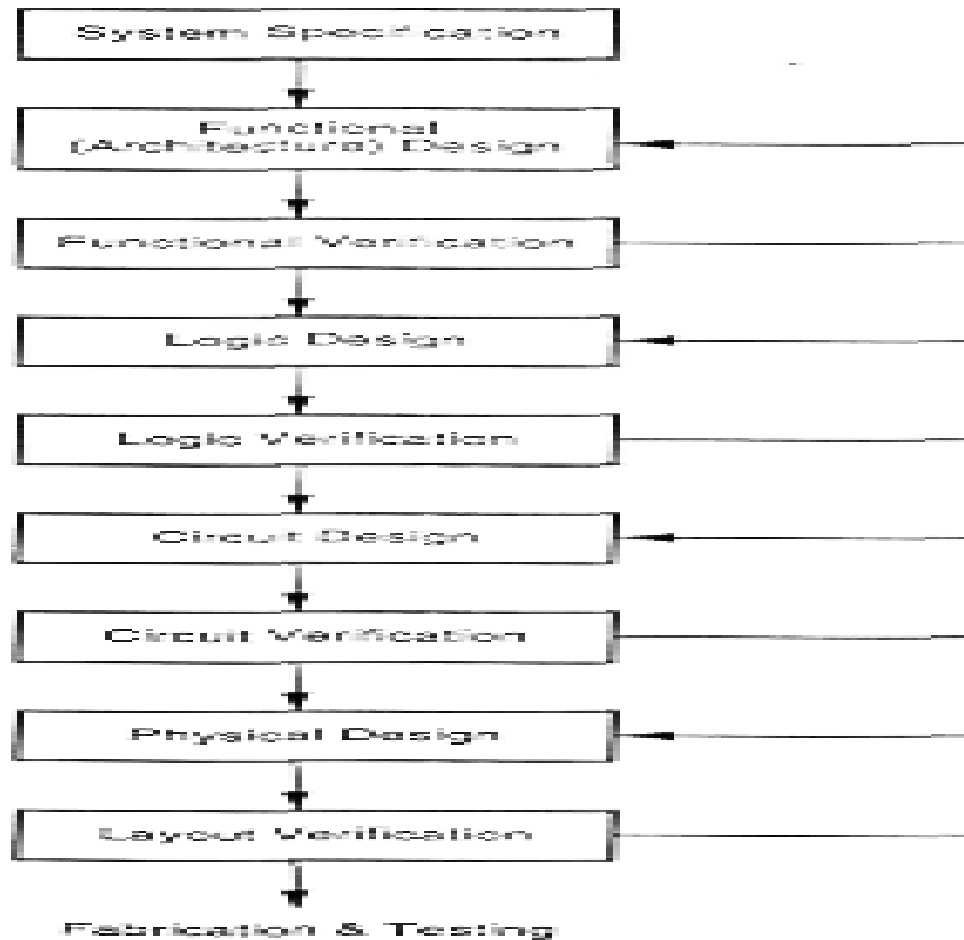 System Specification
Functional
(Architecture) Design
Functional Verification
Logic Design
Logic Verification
Circuit Design
Circuit Verification
Physical Design
Layout Verification
Fabrication & Testing